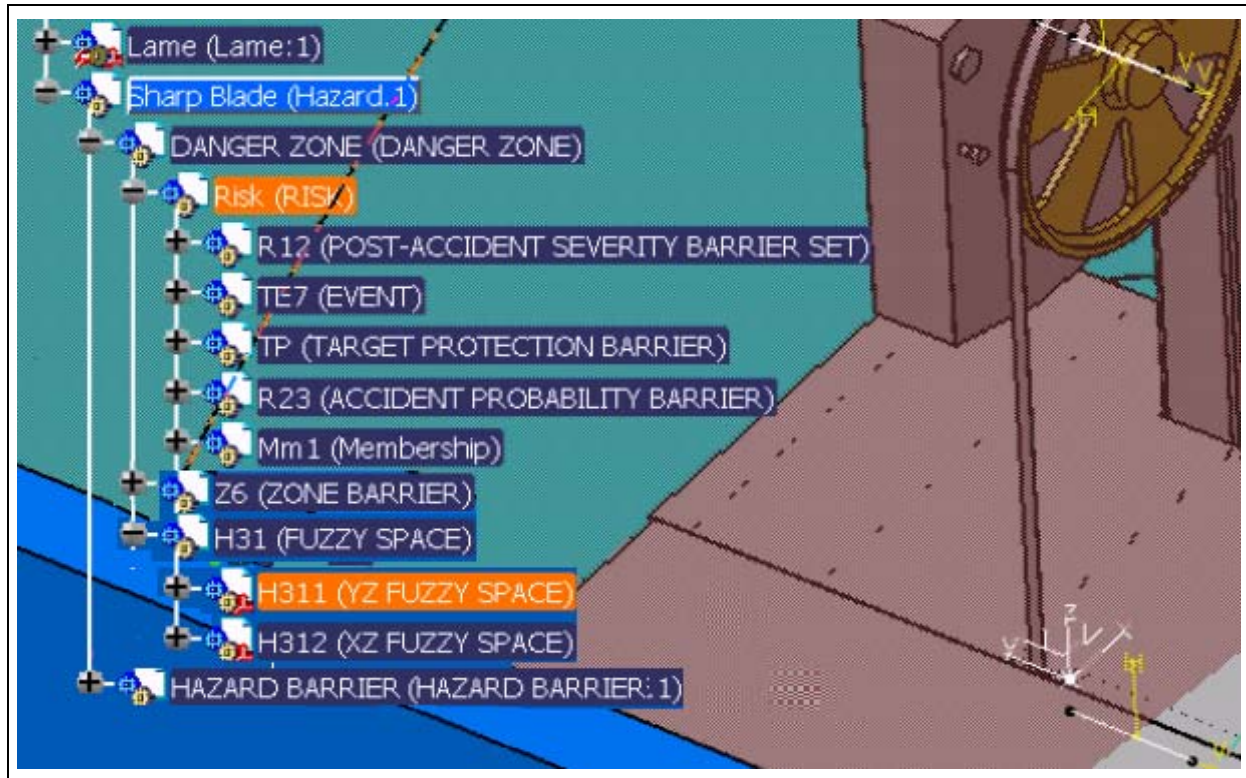 Lame (Lame:1)
Sharp Blade (Hazard.1)
DANGER ZONE (DANGER ZONE)
Risk (RISK)
R12 (POST-ACCIDENT SEVERITY BARRIER SET)
TE7 (EVENT)
TP (TARGET PROTECTION BARRIER)
R23 (ACCIDENT PROBABILITY BARRIER)
Mm1 (Membership)
Z6 (ZONE BARRIER)
H31 (FUZZY SPACE)
H311 (YZ FUZZY SPACE)
H312 (XZ FUZZY SPACE)
HAZARD BARRIER (HAZARD BARRIER:1)
V
V
H
z
y
V
x
H